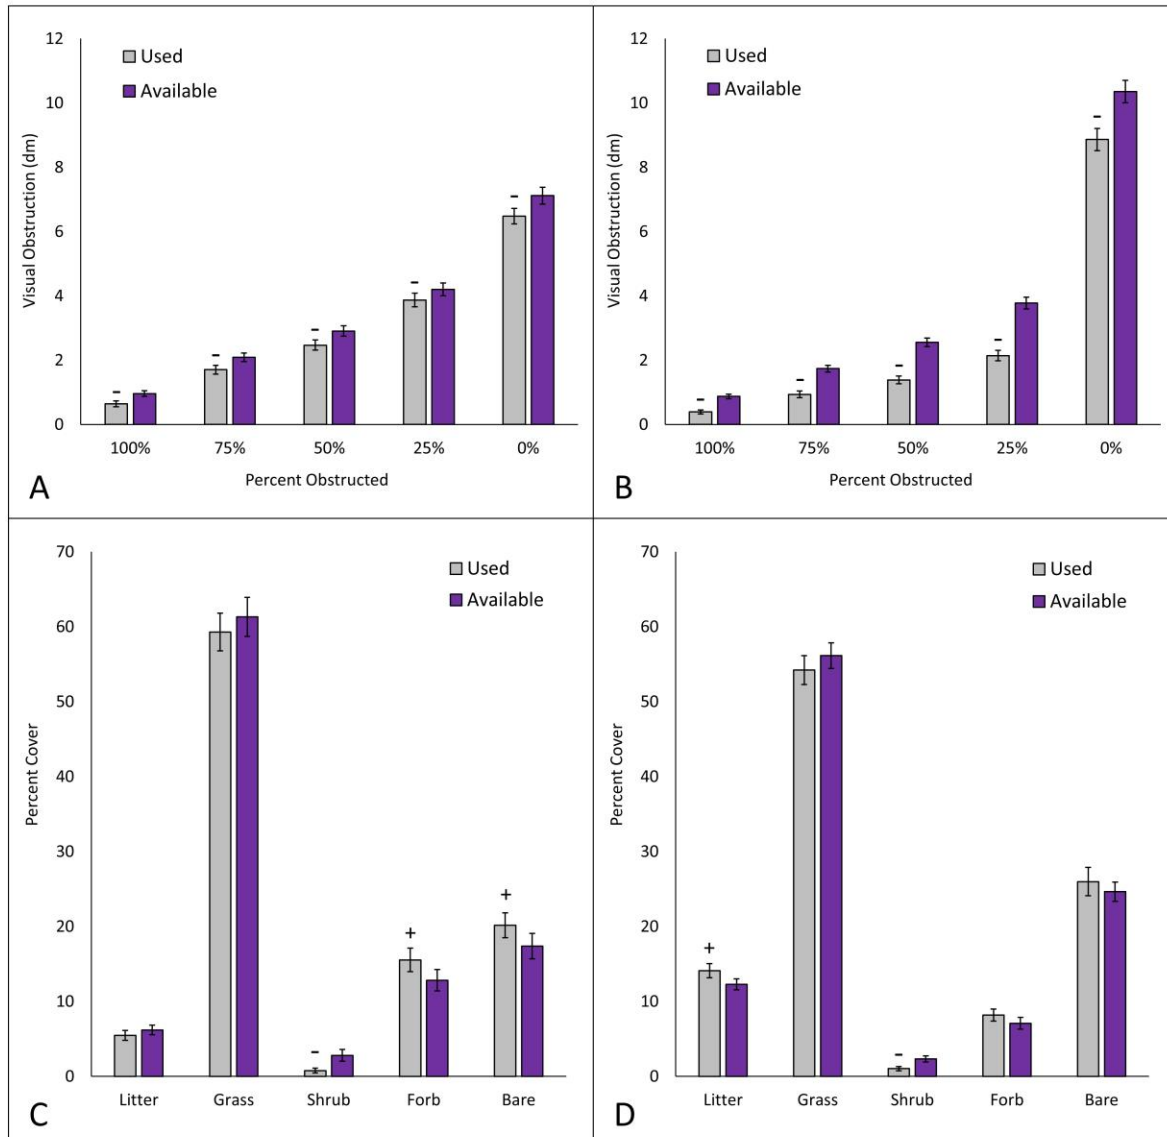 12
10
8
6
4
2
0
Visual Obstruction (dm)
Used
Available
-
-
-
-
-
100%
75%
50%
25%
0%
Percent Obstructed
A
12
10
8
6
4
2
0
Visual Obstruction (dm)
Used
Available
-
-
-
-
-
100%
75%
50%
25%
0%
Percent Obstructed
B
70
60
50
40
30
20
10
0
Percent Cover
Used
Available
-
+
+
Litter
Grass
Shrub
Forb
Bare
C
70
60
50
40
30
20
10
0
Percent Cover
Used
Available
+
-
Litter
Grass
Shrub
Forb
Bare
D